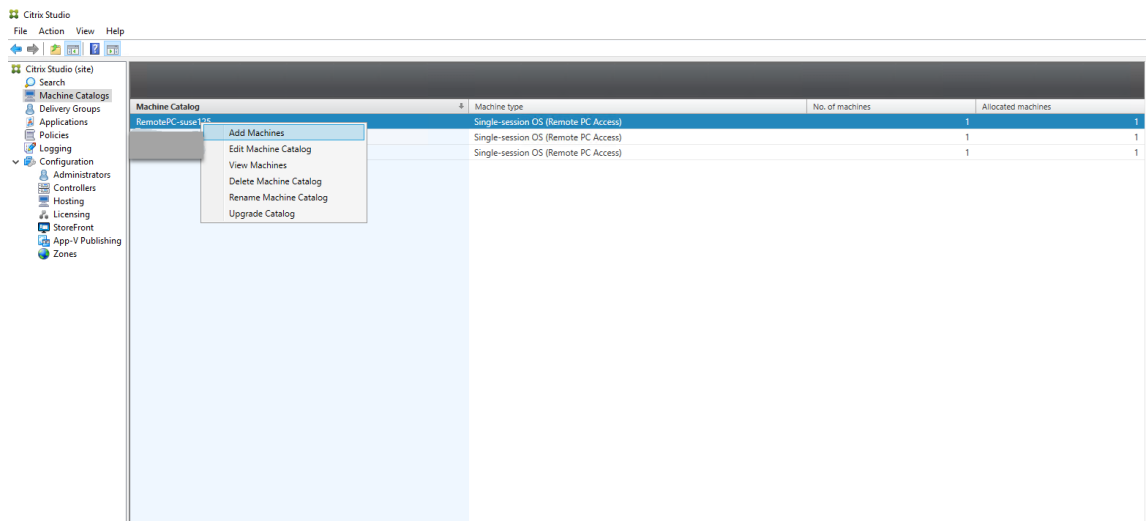 Citrix Studio
File Action View Help
Citrix Studio (site)
Search
Machine Catalogs
Delivery Groups
Applications
Policies
Logging
Configuration
Administrators
Controllers
Hosting
Licensing
StoreFront
App-V Publishing
Zones
Machine Catalog Machine type No. of machines Allocated machines
RemotePC-suse125 Single-session OS (Remote PC Access) 1 1
Single-session OS (Remote PC Access) 1 1
Single-session OS (Remote PC Access) 1 1
Add Machines
Edit Machine Catalog
View Machines
Delete Machine Catalog
Rename Machine Catalog
Upgrade Catalog